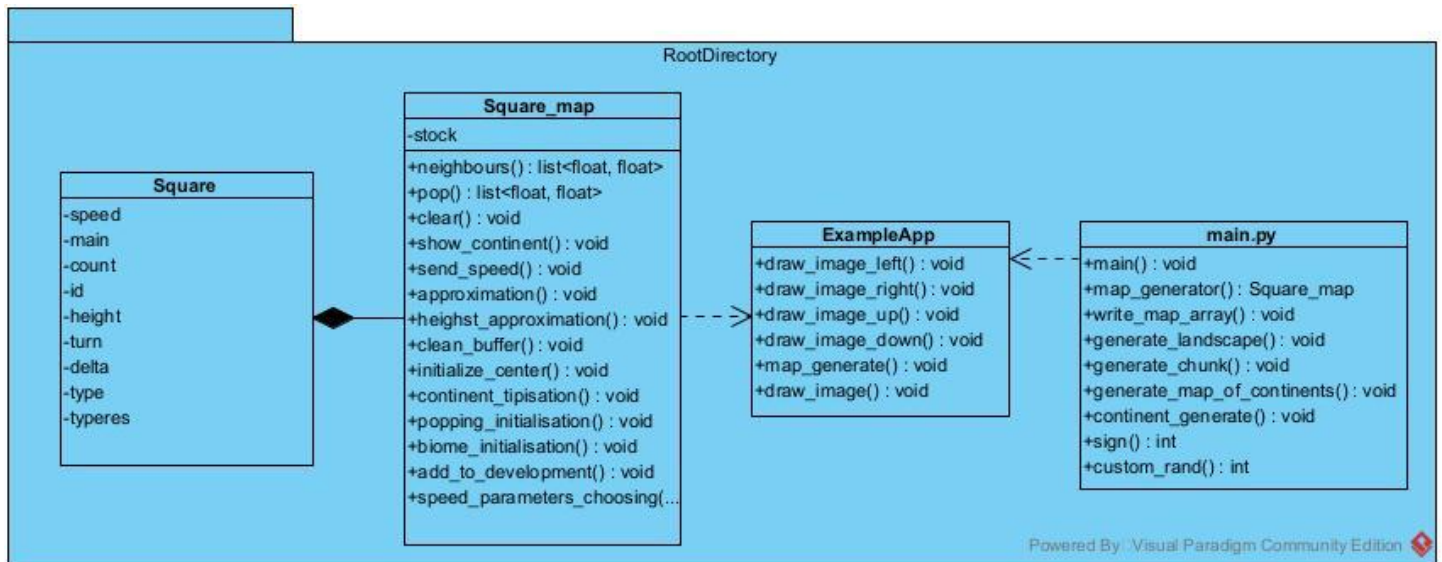 RootDirectory
Square
-speed
-main
-count
-id
-height
-turn
-delta
-type
-typeres
Square_map
-stock
+neighbours() : list<float, float>
+pop() : list<float, float>
+clear() : void
+show_continent() : void
+send_speed() : void
+approximation() : void
+heighst_approximation() : void
+clean_buffer() : void
+initialize_center() : void
+continent_tipisation() : void
+popping_initialisation() : void
+biome_initialisation() : void
+add_to_development() : void
+speed_parameters_choosing(...
ExampleApp
+draw_image_left() : void
+draw_image_right() : void
+draw_image_up() : void
+draw_image_down() : void
+map_generate() : void
+draw_image() : void
main.py
+main() : void
+map_generator() : Square_map
+write_map_array() : void
+generate_landscape() : void
+generate_chunk() : void
+generate_map_of_continents() : void
+continent_generate() : void
+sign() : int
+custom_rand() : int
Powered By Visual Paradigm Community Edition